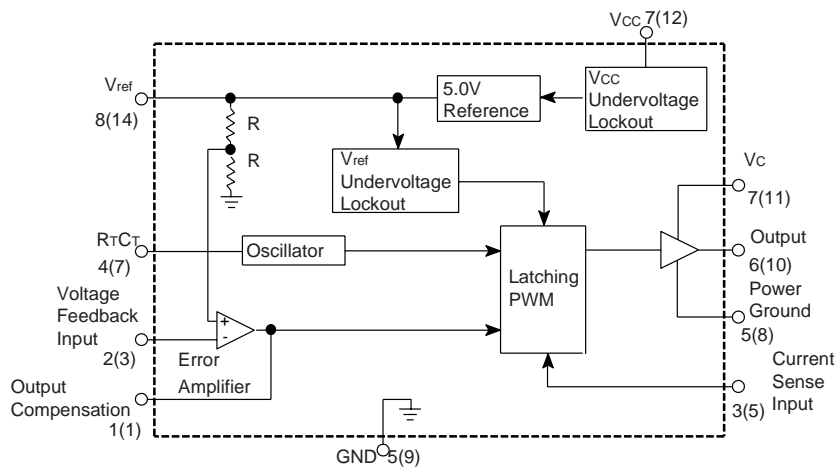 VCC 7(12)
Vref
8(14)
R
R
5.0V
Reference
VCC
Undervoltage
Lockout
Vref
Undervoltage
Lockout
VC
7(11)
RTCT
4(7)
Oscillator
Latching
PWM
Output
6(10)
Voltage
Feedback
Input
2(3)
+
-
Error
Amplifier
Power
Ground
5(8)
Output
Compensation
1(1)
Current
Sense
Input
3(5)
GND 5(9)